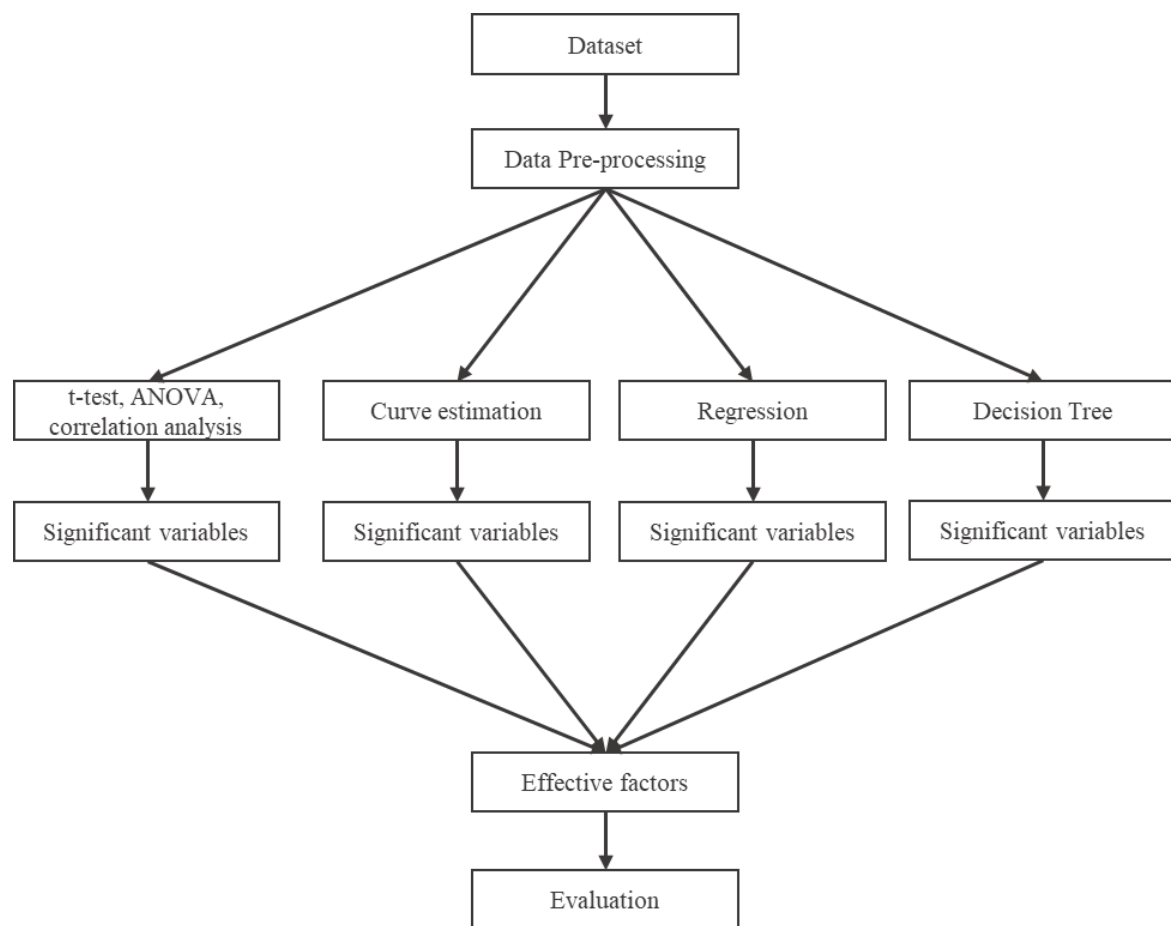 Dataset
Data Pre-processing
t-test, ANOVA,
correlation analysis
Curve estimation
Regression
Decision Tree
Significant variables
Significant variables
Significant variables
Significant variables
Effective factors
Evaluation